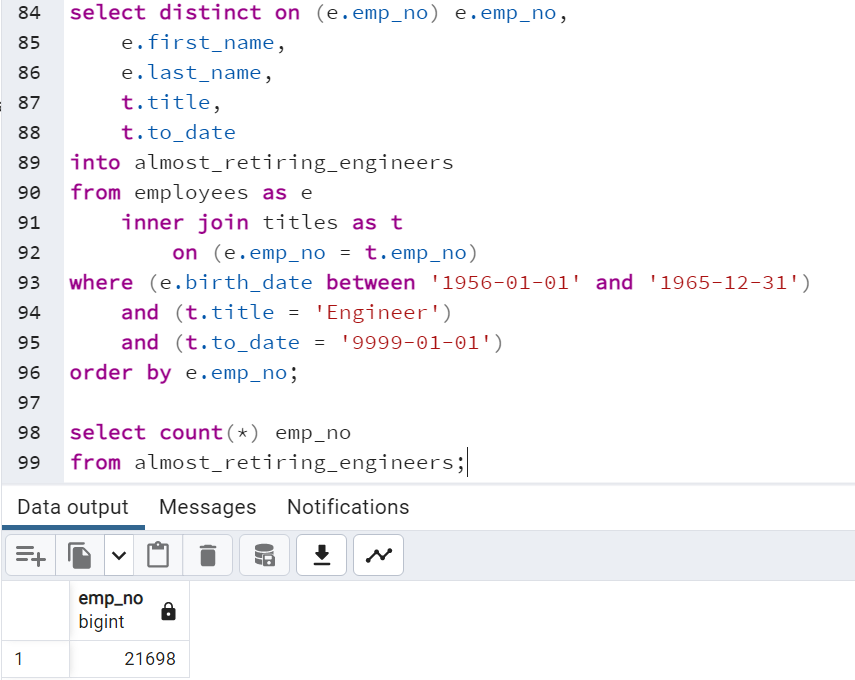 84 select distinct on (e.emp_no) e.emp_no,
85     e.first_name,
86     e.last_name,
87     t.title,
88     t.to_date
89 into almost_retiring_engineers
90 from employees as e
91     inner join titles as t
92         on (e.emp_no = t.emp_no)
93 where (e.birth_date between '1956-01-01' and '1965-12-31')
94     and (t.title = 'Engineer')
95     and (t.to_date = '9999-01-01')
96 order by e.emp_no;
97
98 select count(*) emp_no
99 from almost_retiring_engineers;
Data output Messages Notifications
emp_no
bigint
1 21698